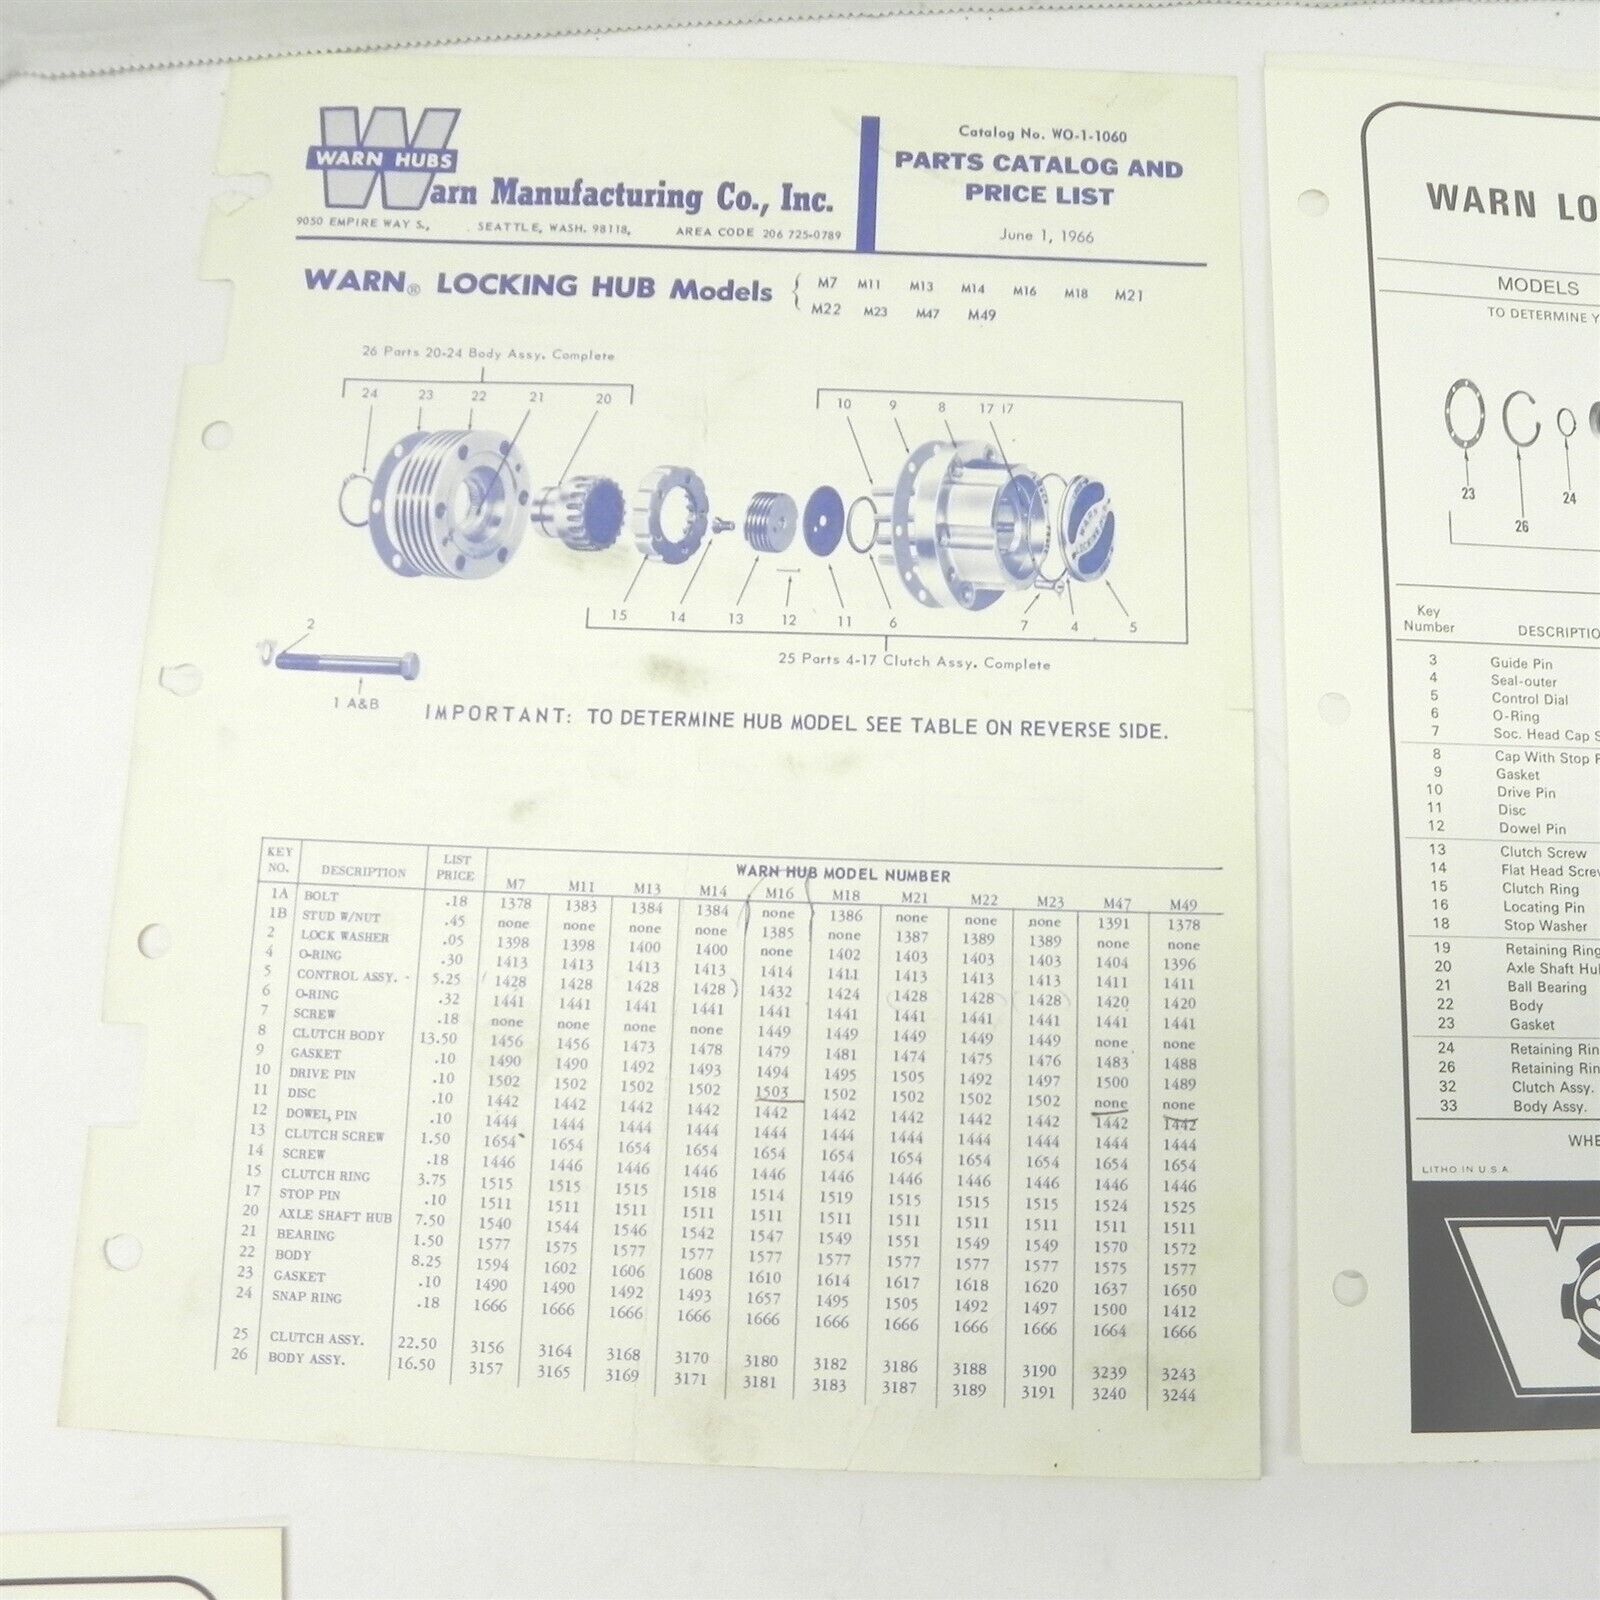 WARN HUBS
Warn Manufacturing Co., Inc.
9050 EMPIRE WAY S., SEATTLE, WASH. 98118, AREA CODE 206 725-0789
Catalog No. WO-1-1060
PARTS CATALOG AND
PRICE LIST
June 1, 1966
WARN® LOCKING HUB Models { M7 M11 M13 M14 M16 M18 M21
M22 M23 M47 M49
26 Parts 20-24 Body Assy. Complete
24 23 22 21 20
10 9 8 17 17
15 14 13 12 11 6 7 4 5
25 Parts 4-17 Clutch Assy. Complete
2
1 A&B
IMPORTANT: TO DETERMINE HUB MODEL SEE TABLE ON REVERSE SIDE.
KEY NO. DESCRIPTION LIST PRICE WARN HUB MODEL NUMBER
M7 M11 M13 M14 M16 M18 M21 M22 M23 M47 M49
1A BOLT .18 1378 1383 1384 1384 none 1386 none none none 1391 1378
1B STUD W/NUT .45 none none none none 1385 none 1387 1389 1389 none none
2 LOCK WASHER .05 1398 1398 1400 1400 none 1402 1403 1403 1403 1404 1396
4 O-RING .30 1413 1413 1413 1413 1414 1411 1413 1413 1413 1411 1411
5 CONTROL ASSY. - 5.25 1428 1428 1428 1428 1432 1424 1428 1428 1428 1420 1420
6 O-RING .32 1441 1441 1441 1441 1441 1441 1441 1441 1441 1441 1441
7 SCREW .18 none none none none 1449 1449 1449 1449 1449 none none
8 CLUTCH BODY 13.50 1456 1456 1473 1478 1479 1481 1474 1475 1476 1483 1488
9 GASKET .10 1490 1490 1492 1493 1494 1495 1505 1492 1497 1500 1489
10 DRIVE PIN .10 1502 1502 1502 1502 1503 1502 1502 1502 1502 none none
11 DISC .10 1442 1442 1442 1442 1442 1442 1442 1442 1442 1442 1442
12 DOWEL, PIN .10 1444 1444 1444 1444 1444 1444 1444 1444 1444 1444 1444
13 CLUTCH SCREW 1.50 1654 1654 1654 1654 1654 1654 1654 1654 1654 1654 1654
14 SCREW .18 1446 1446 1446 1446 1446 1446 1446 1446 1446 1446 1446
15 CLUTCH RING 3.75 1515 1515 1515 1518 1514 1519 1515 1515 1515 1524 1525
17 STOP PIN .10 1511 1511 1511 1511 1511 1511 1511 1511 1511 1511 1511
20 AXLE SHAFT HUB 7.50 1540 1544 1546 1542 1547 1549 1551 1549 1549 1570 1572
21 BEARING 1.50 1577 1575 1577 1577 1577 1577 1577 1577 1577 1575 1577
22 BODY 8.25 1594 1602 1606 1608 1610 1614 1617 1618 1620 1637 1650
23 GASKET .10 1490 1490 1492 1493 1657 1495 1505 1492 1497 1500 1412
24 SNAP RING .18 1666 1666 1666 1666 1666 1666 1666 1666 1666 1664 1666
25 CLUTCH ASSY. 22.50 3156 3164 3168 3170 3180 3182 3186 3188 3190 3239 3243
26 BODY ASSY. 16.50 3157 3165 3169 3171 3181 3183 3187 3189 3191 3240 3244
WARN LO
MODELS
TO DETERMINE Y
23 26 24
Key Number DESCRIPTIO
3 Guide Pin
4 Seal-outer
5 Control Dial
6 O-Ring
7 Soc. Head Cap S
8 Cap With Stop
9 Gasket
10 Drive Pin
11 Disc
12 Dowel Pin
13 Clutch Screw
14 Flat Head Screw
15 Clutch Ring
16 Locating Pin
18 Stop Washer
19 Retaining Ring
20 Axle Shaft Hu
21 Ball Bearing
22 Body
23 Gasket
24 Retaining Rin
26 Retaining Rin
32 Clutch Assy.
33 Body Assy.
WHE
LITHO IN U.S.A